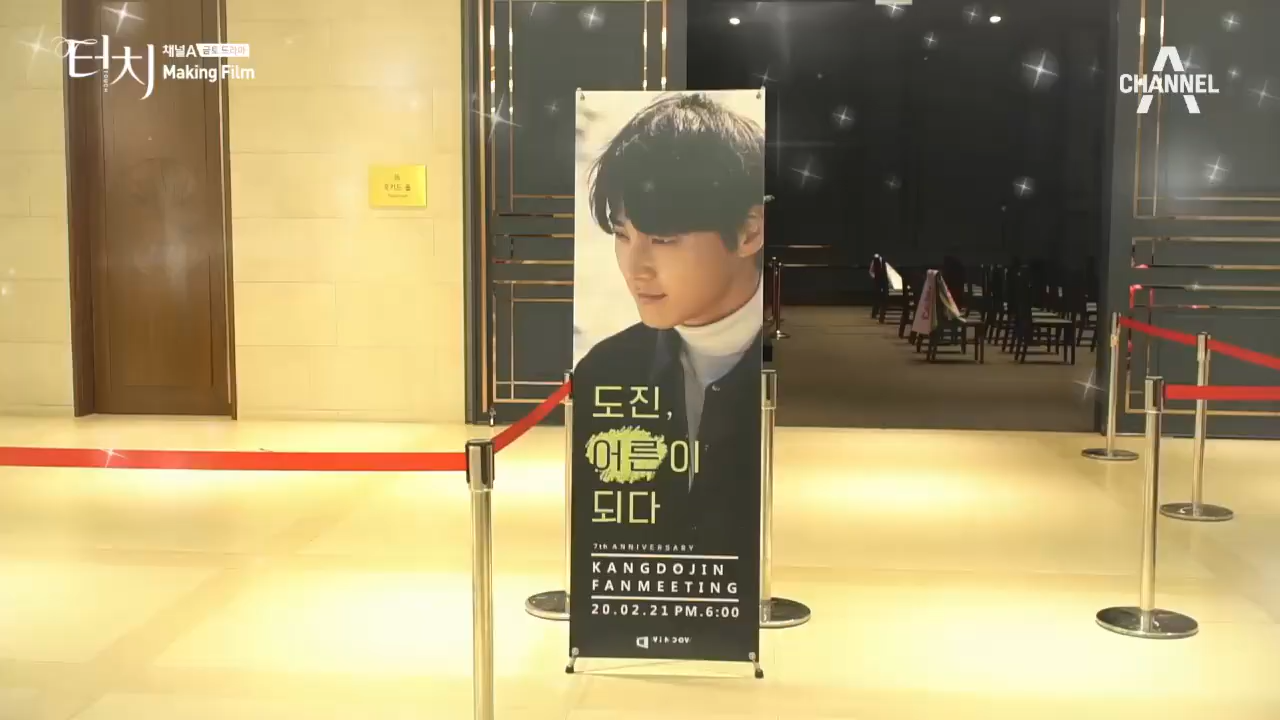 터치
TOUCH
채널A 금토드라마
Making Film
CHANNEL A
도진,
어른이
되다
7th ANNIVERSARY
KANGDOJIN
FANMEETING
20.02.21 PM.6:00